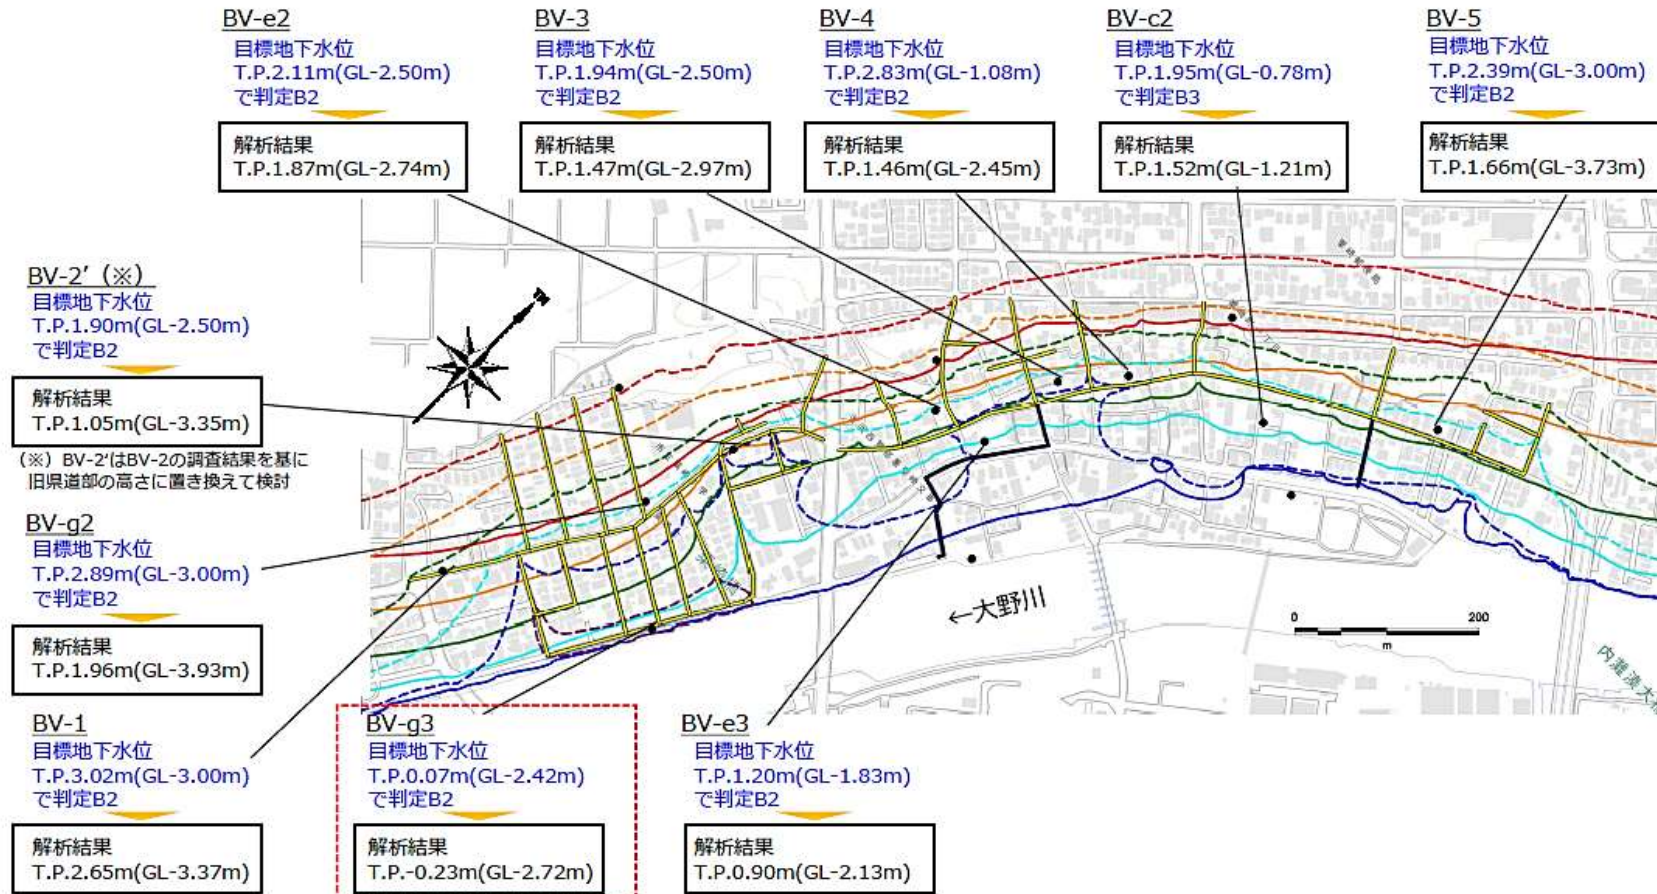 BV-e2
目標地下水位
T.P.2.11m(GL-2.50m)
で判定B2
解析結果
T.P.1.87m(GL-2.74m)
BV-3
目標地下水位
T.P.1.94m(GL-2.50m)
で判定B2
解析結果
T.P.1.47m(GL-2.97m)
BV-4
目標地下水位
T.P.2.83m(GL-1.08m)
で判定B2
解析結果
T.P.1.46m(GL-2.45m)
BV-c2
目標地下水位
T.P.1.95m(GL-0.78m)
で判定B3
解析結果
T.P.1.52m(GL-1.21m)
BV-5
目標地下水位
T.P.2.39m(GL-3.00m)
で判定B2
解析結果
T.P.1.66m(GL-3.73m)
BV-2’（※）
目標地下水位
T.P.1.90m(GL-2.50m)
で判定B2
解析結果
T.P.1.05m(GL-3.35m)
（※）BV-2’はBV-2の調査結果を基に
旧県道部の高さに置き換えて検討
BV-g2
目標地下水位
T.P.2.89m(GL-3.00m)
で判定B2
解析結果
T.P.1.96m(GL-3.93m)
←大野川
0
200
m
BV-1
目標地下水位
T.P.3.02m(GL-3.00m)
で判定B2
解析結果
T.P.2.65m(GL-3.37m)
BV-g3
目標地下水位
T.P.0.07m(GL-2.42m)
で判定B2
解析結果
T.P.-0.23m(GL-2.72m)
BV-e3
目標地下水位
T.P.1.20m(GL-1.83m)
で判定B2
解析結果
T.P.0.90m(GL-2.13m)